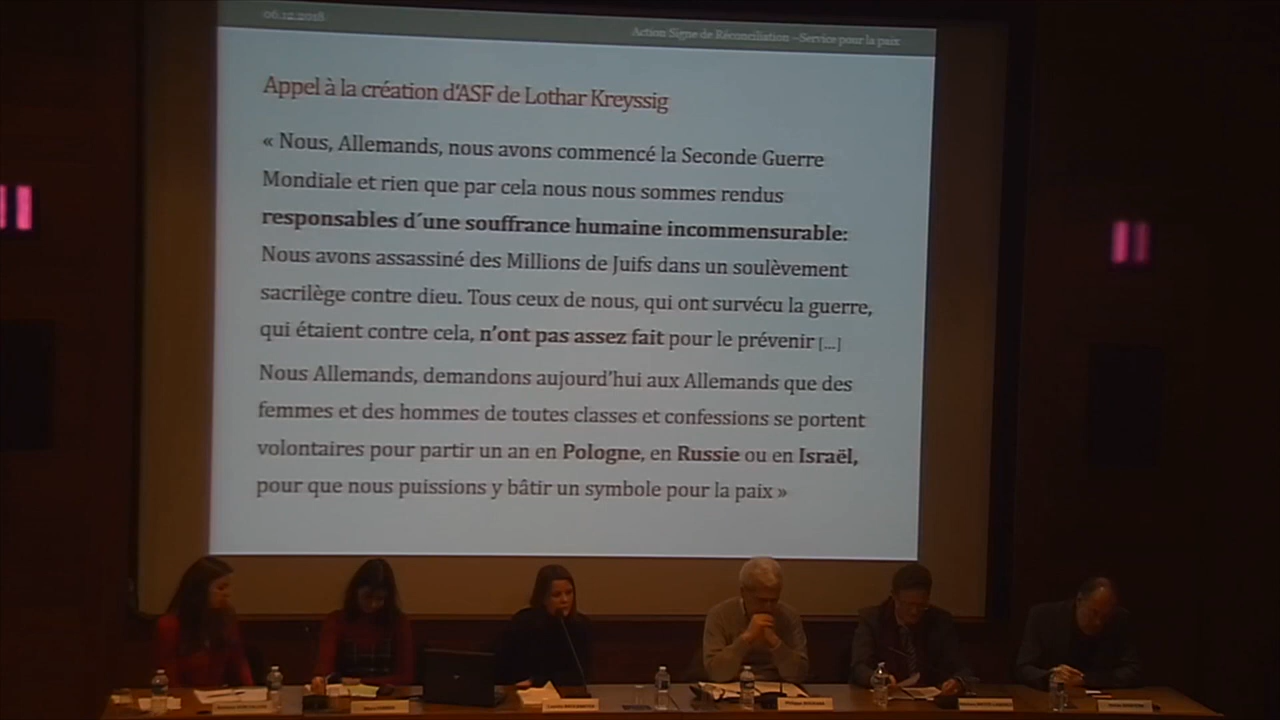 06.12.2018
Action Signe de Réconciliation –Service pour la paix
Appel à la création d'ASF de Lothar Kreyssig
« Nous, Allemands, nous avons commencé la Seconde Guerre
Mondiale et rien que par cela nous nous sommes rendus
responsables d´une souffrance humaine incommensurable:
Nous avons assassiné des Millions de Juifs dans un soulèvement
sacrilège contre dieu. Tous ceux de nous, qui ont survécu la guerre,
qui étaient contre cela, n'ont pas assez fait pour le prévenir [...]
Nous Allemands, demandons aujourd'hui aux Allemands que des
femmes et des hommes de toutes classes et confessions se portent
volontaires pour partir un an en Pologne, en Russie ou en Israël,
pour que nous puissions y bâtir un symbole pour la paix »